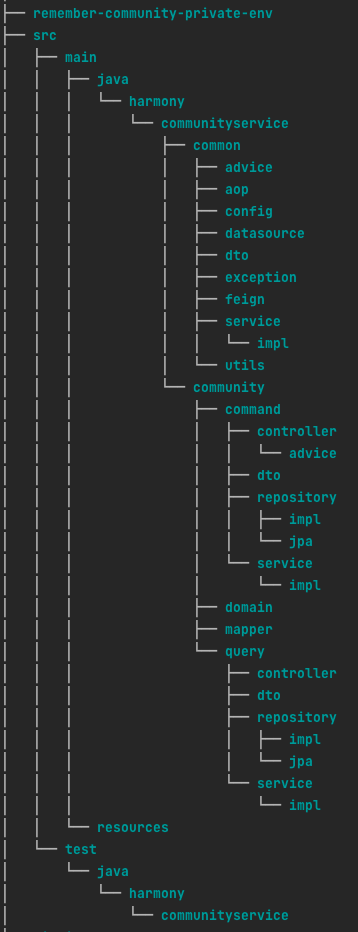 ├── remember-community-private-env
├── src
│   ├── main
│   │   ├── java
│   │   │   └── harmony
│   │   │       └── communityservice
│   │   │           ├── common
│   │   │           │   ├── advice
│   │   │           │   ├── aop
│   │   │           │   ├── config
│   │   │           │   ├── datasource
│   │   │           │   ├── dto
│   │   │           │   ├── exception
│   │   │           │   ├── feign
│   │   │           │   ├── service
│   │   │           │   │   └── impl
│   │   │           │   └── utils
│   │   │           └── community
│   │   │               ├── command
│   │   │               │   ├── controller
│   │   │               │   │   └── advice
│   │   │               │   ├── dto
│   │   │               │   ├── repository
│   │   │               │   │   ├── impl
│   │   │               │   │   └── jpa
│   │   │               │   └── service
│   │   │               │       └── impl
│   │   │               ├── domain
│   │   │               ├── mapper
│   │   │               └── query
│   │   │                   ├── controller
│   │   │                   ├── dto
│   │   │                   ├── repository
│   │   │                   │   ├── impl
│   │   │                   │   └── jpa
│   │   │                   └── service
│   │   │                       └── impl
│   │   └── resources
│   └── test
│       └── java
│           └── harmony
│               └── communityservice